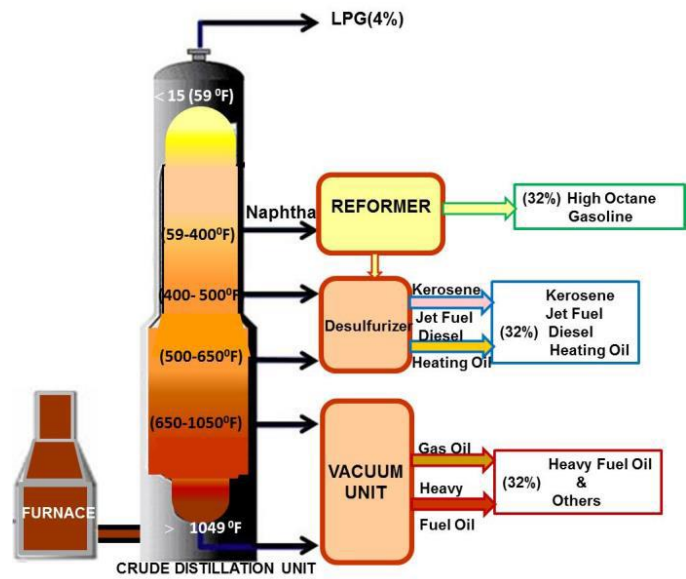 LPG(4%)
< 15 (59 ⁰F)
Naphtha
REFORMER
(32%) High Octane
Gasoline
(59-400⁰F)
(400- 500⁰F
Desulfurizer
Kerosene
Jet Fuel
Diesel
Heating Oil
Kerosene
Jet Fuel
(32%) Diesel
Heating Oil
(500-650⁰F)
(650-1050⁰F)
VACUUM
UNIT
Gas Oil
Heavy
Fuel Oil
Heavy Fuel Oil
(32%) &
Others
FURNACE
> 1049 ⁰F
CRUDE DISTILLATION UNIT